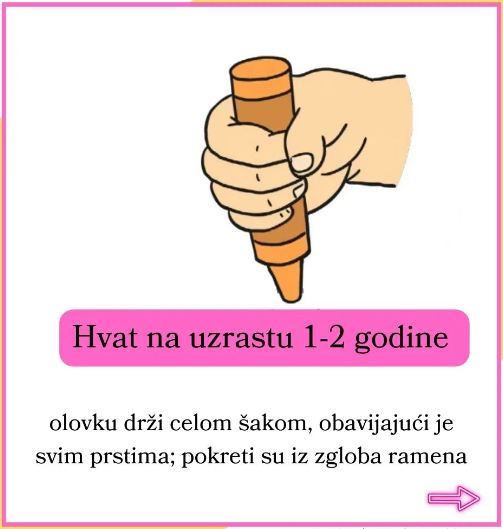 Hvat na uzrastu 1-2 godine
olovku drži celom šakom, obavijajući je
svim prstima; pokreti su iz zgloba ramena